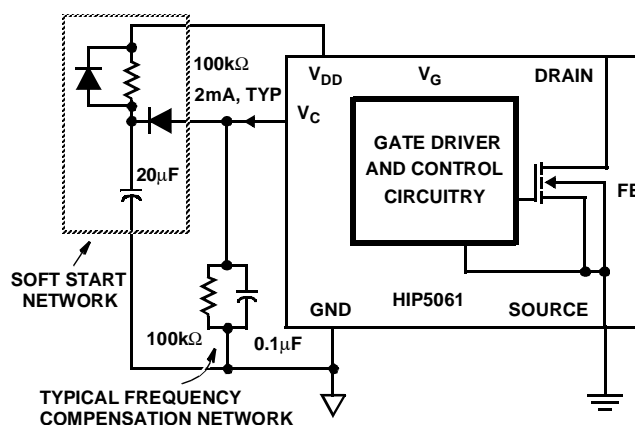 100kΩ
2mA, TYP
V_DD
V_G
DRAIN
V_C
GATE DRIVER
AND CONTROL
CIRCUITRY
20μF
FE
SOFT START
NETWORK
GND
HIP5061
SOURCE
100kΩ
0.1μF
TYPICAL FREQUENCY
COMPENSATION NETWORK